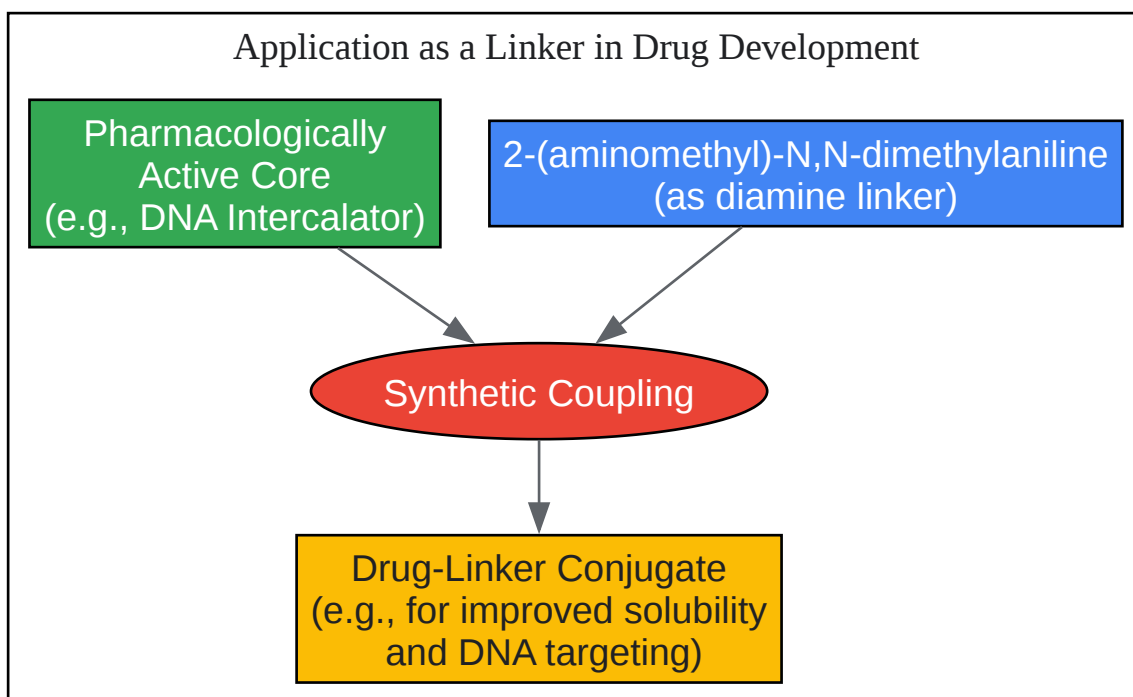 Application as a Linker in Drug Development
Pharmacologically
Active Core
(e.g., DNA Intercalator)
2-(aminomethyl)-N,N-dimethylaniline
(as diamine linker)
Synthetic Coupling
Drug-Linker Conjugate
(e.g., for improved solubility
and DNA targeting)